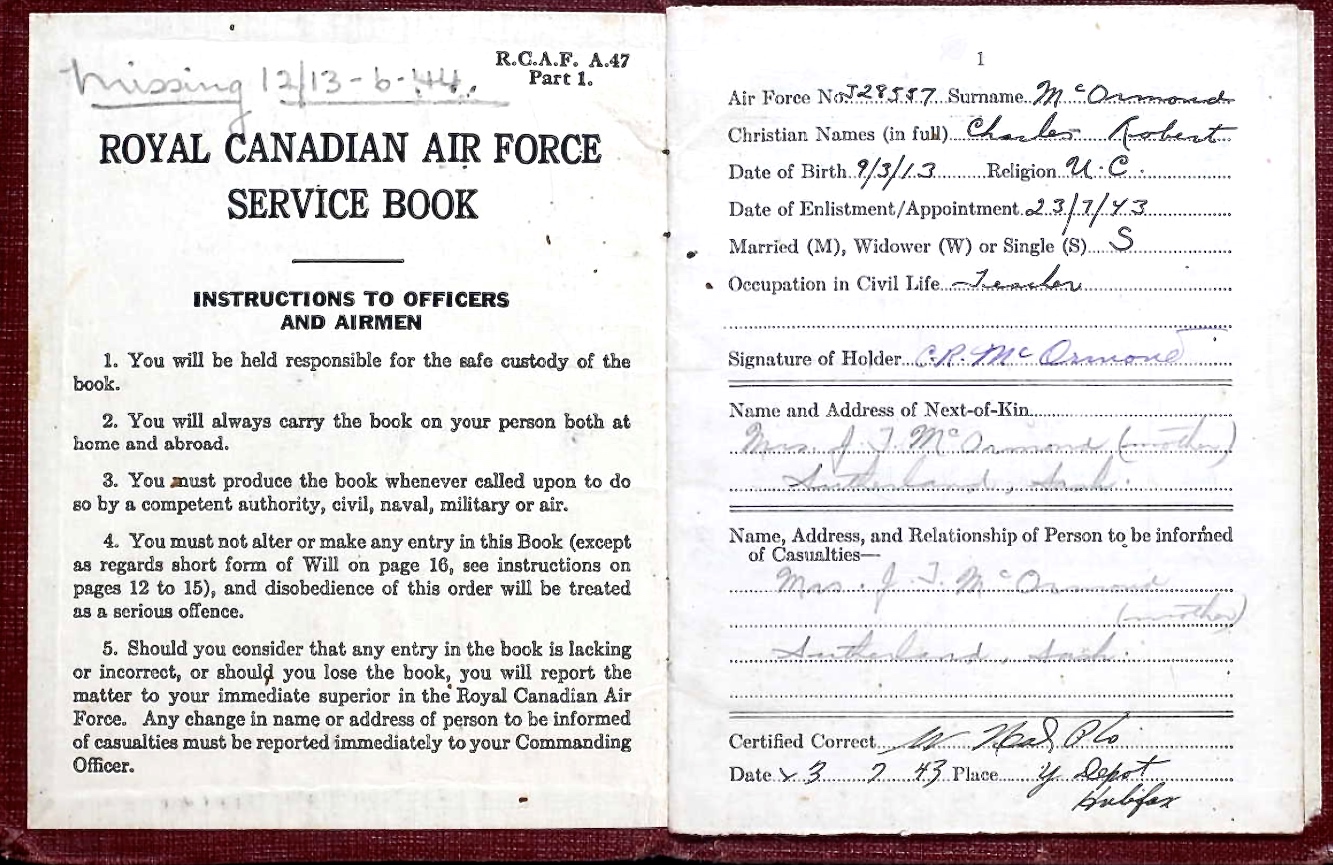 Missing 12/13-6-44.
R.C.A.F. A.47
Part 1.
ROYAL CANADIAN AIR FORCE
SERVICE BOOK
INSTRUCTIONS TO OFFICERS
AND AIRMEN
1. You will be held responsible for the safe custody of the
book.
2. You will always carry the book on your person both at
home and abroad.
3. You must produce the book whenever called upon to do
so by a competent authority, civil, naval, military or air.
4. You must not alter or make any entry in this Book (except
as regards short form of Will on page 16, see instructions on
pages 12 to 15), and disobedience of this order will be treated
as a serious offence.
5. Should you consider that any entry in the book is lacking
or incorrect, or should you lose the book, you will report the
matter to your immediate superior in the Royal Canadian Air
Force. Any change in name or address of person to be informed
of casualties must be reported immediately to your Commanding
Officer.
1
Air Force No. J28587 Surname McOrmond
Christian Names (in full) Charles Robert
Date of Birth 9/3/13 Religion U.C.
Date of Enlistment/Appointment 23/7/43
Married (M), Widower (W) or Single (S) S
Occupation in Civil Life Teacher
Signature of Holder C.R. McOrmond
Name and Address of Next-of-Kin
Mrs. J T. McOrmond (mother)
Sutherland, Sask.
Name, Address, and Relationship of Person to be informed
of Casualties—
Mrs. J. T. McOrmond
(mother)
Sutherland, Sask.
Certified Correct W P/O
Date 23 7 43 Place Y Depot
Halifax